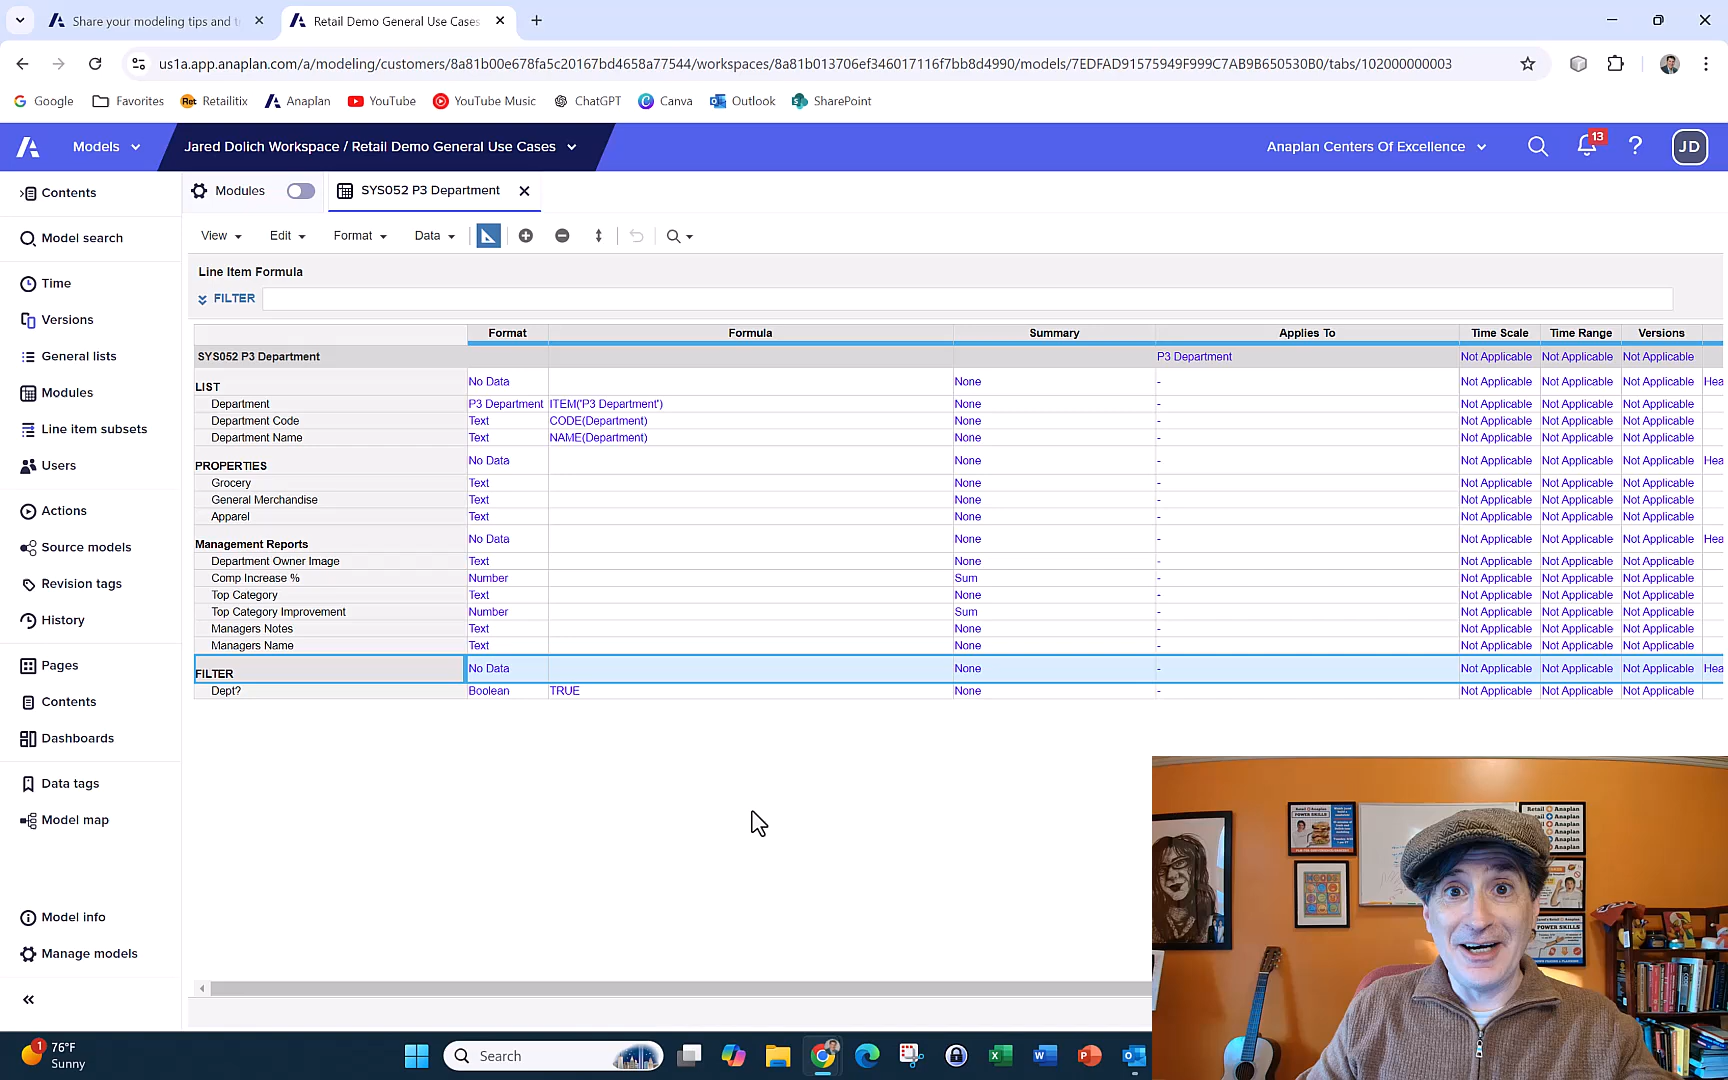 Share your modeling tips and t
Retail Demo General Use Cases
us1a.app.anaplan.com/a/modeling/customers/8a81b00e678fa5c20167bd4658a77544/workspaces/8a81b013706ef346017116f7bb8d4990/models/7EDFAD91575949F999C7AB9B650530B0/tabs/102000000003
Google Favorites Retailitix Anaplan YouTube YouTube Music ChatGPT Canva Outlook SharePoint
Models Jared Dolich Workspace / Retail Demo General Use Cases Anaplan Centers Of Excellence 13 ? JD
Contents
Modules
SYS052 P3 Department
Model search
View Edit Format Data
Line Item Formula
FILTER
Time
Versions
General lists
Modules
Line item subsets
Users
Actions
Source models
Revision tags
History
Pages
Contents
Dashboards
Data tags
Model map
Model info
Manage models
Format Formula Summary Applies To Time Scale Time Range Versions
SYS052 P3 Department P3 Department Not Applicable Not Applicable Not Applicable
LIST No Data None - Not Applicable Not Applicable Not Applicable Hea
Department P3 Department ITEM('P3 Department') None - Not Applicable Not Applicable Not Applicable
Department Code Text CODE(Department) None - Not Applicable Not Applicable Not Applicable
Department Name Text NAME(Department) None - Not Applicable Not Applicable Not Applicable
PROPERTIES No Data None - Not Applicable Not Applicable Not Applicable Hea
Grocery Text None - Not Applicable Not Applicable Not Applicable
General Merchandise Text None - Not Applicable Not Applicable Not Applicable
Apparel Text None - Not Applicable Not Applicable Not Applicable
Management Reports No Data None - Not Applicable Not Applicable Not Applicable Hea
Department Owner Image Text None - Not Applicable Not Applicable Not Applicable
Comp Increase % Number Sum - Not Applicable Not Applicable Not Applicable
Top Category Text None - Not Applicable Not Applicable Not Applicable
Top Category Improvement Number Sum - Not Applicable Not Applicable Not Applicable
Managers Notes Text None - Not Applicable Not Applicable Not Applicable
Managers Name Text None - Not Applicable Not Applicable Not Applicable
FILTER No Data None - Not Applicable Not Applicable Not Applicable Hea
Dept? Boolean TRUE None - Not Applicable Not Applicable Not Applicable
Retail Anaplan
POWER SKILLS
Retail Anaplan
Anaplan
Anaplan
Anaplan
Anaplan
MOODS
POWER SKILLS
1
76°F
Sunny
Search